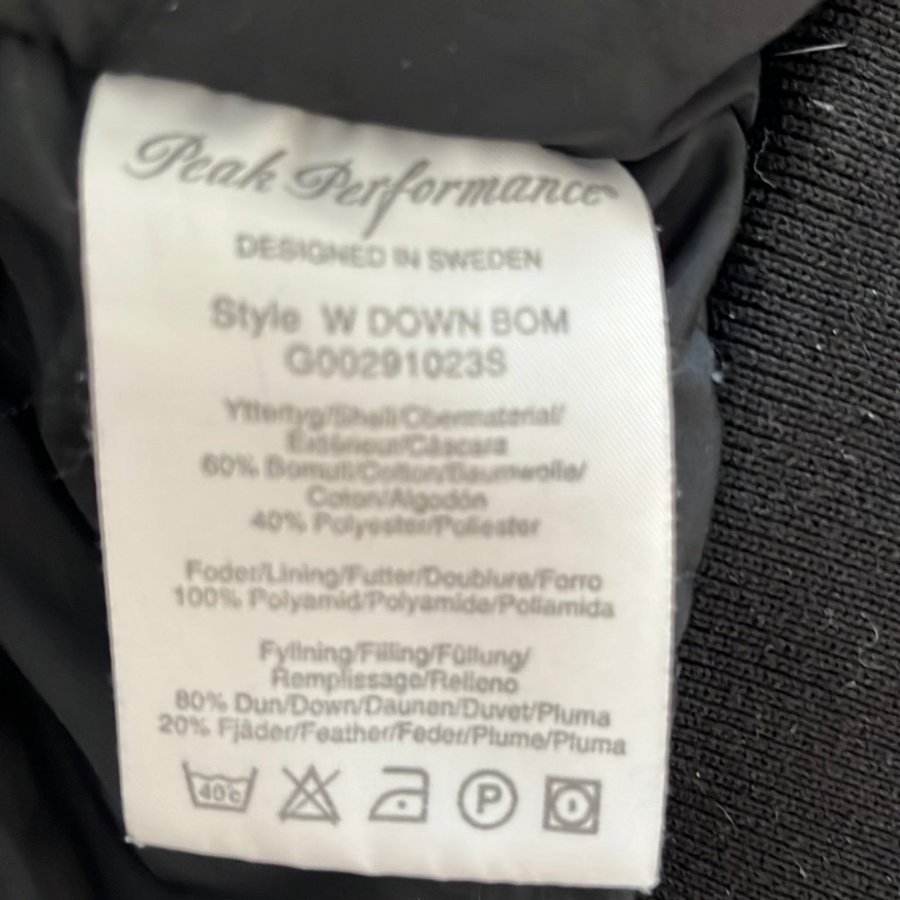 Peak Performance
DESIGNED IN SWEDEN
Style W DOWN BOM
G00291023S
Yttertyg/Shell/Obermaterial/
Extérieur/Cáscara
60% Bomull/Cotton/Baumwolle/
Coton/Algodón
40% Polyester/Poliester
Foder/Lining/Futter/Doublure/Forro
100% Polyamid/Polyamide/Poliamida
Fyllning/Filling/Füllung/
Remplissage/Relleno
80% Dun/Down/Daunen/Duvet/Pluma
20% Fjäder/Feather/Feder/Plume/Pluma
40°c P